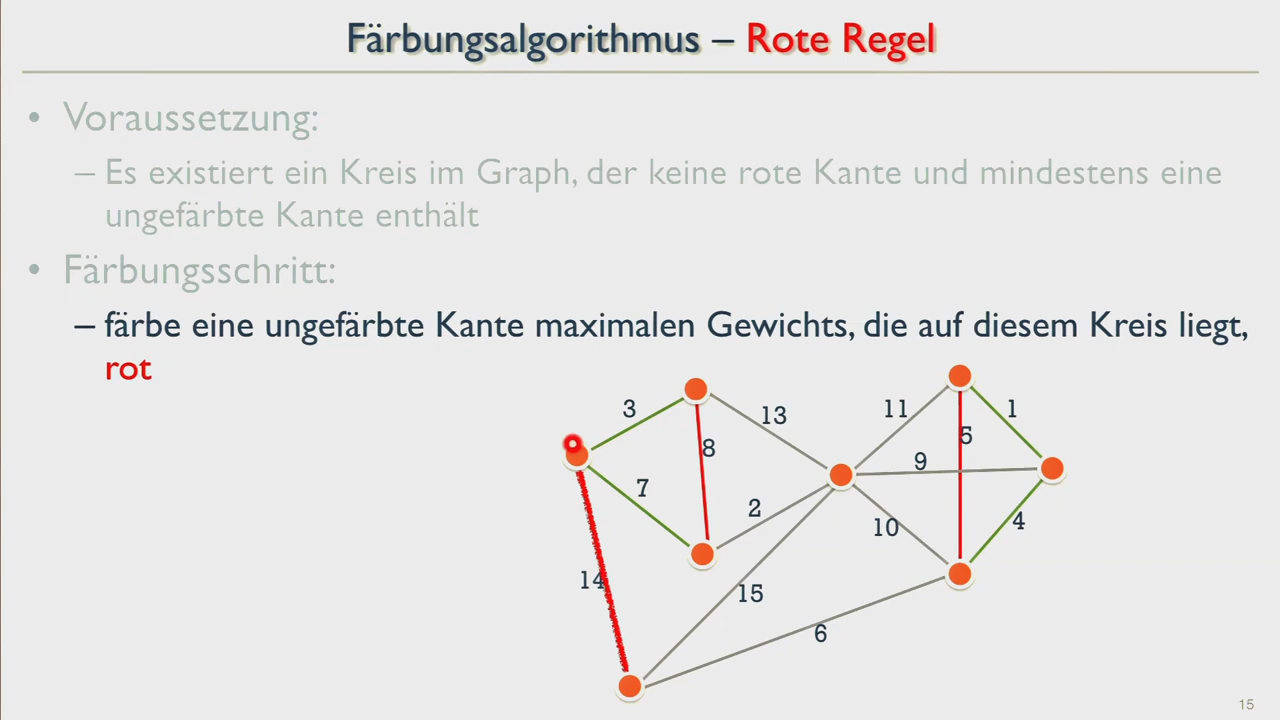 Färbungsalgorithmus – Rote Regel
• Voraussetzung:
– Es existiert ein Kreis im Graph, der keine rote Kante und mindestens eine
ungefärbte Kante enthält
• Färbungsschritt:
– färbe eine ungefärbte Kante maximalen Gewichts, die auf diesem Kreis liegt,
rot
3
13
11
1
8
5
9
7
2
10
4
14
15
6
15